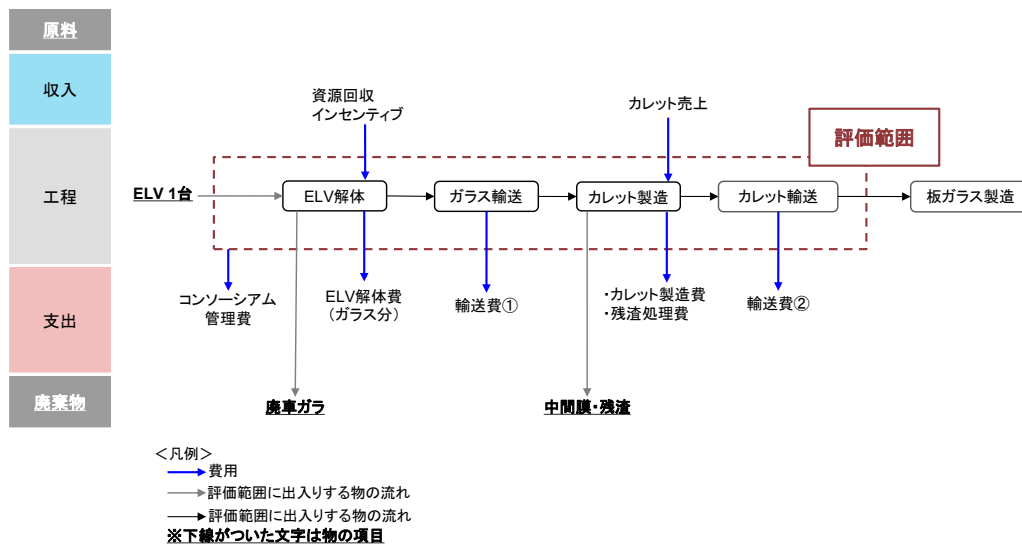 原料
収入
工程
支出
廃棄物
資源回収
インセンティブ
カレット売上
評価範囲
ELV 1台
ELV解体
ガラス輸送
カレット製造
カレット輸送
板ガラス製造
コンソーシアム
管理費
ELV解体費
(ガラス分)
輸送費①
・カレット製造費
・残渣処理費
輸送費②
廃車ガラ
中間膜・残渣
＜凡例＞
費用
評価範囲に出入りする物の流れ
評価範囲に出入りする物の流れ
※下線がついた文字は物の項目